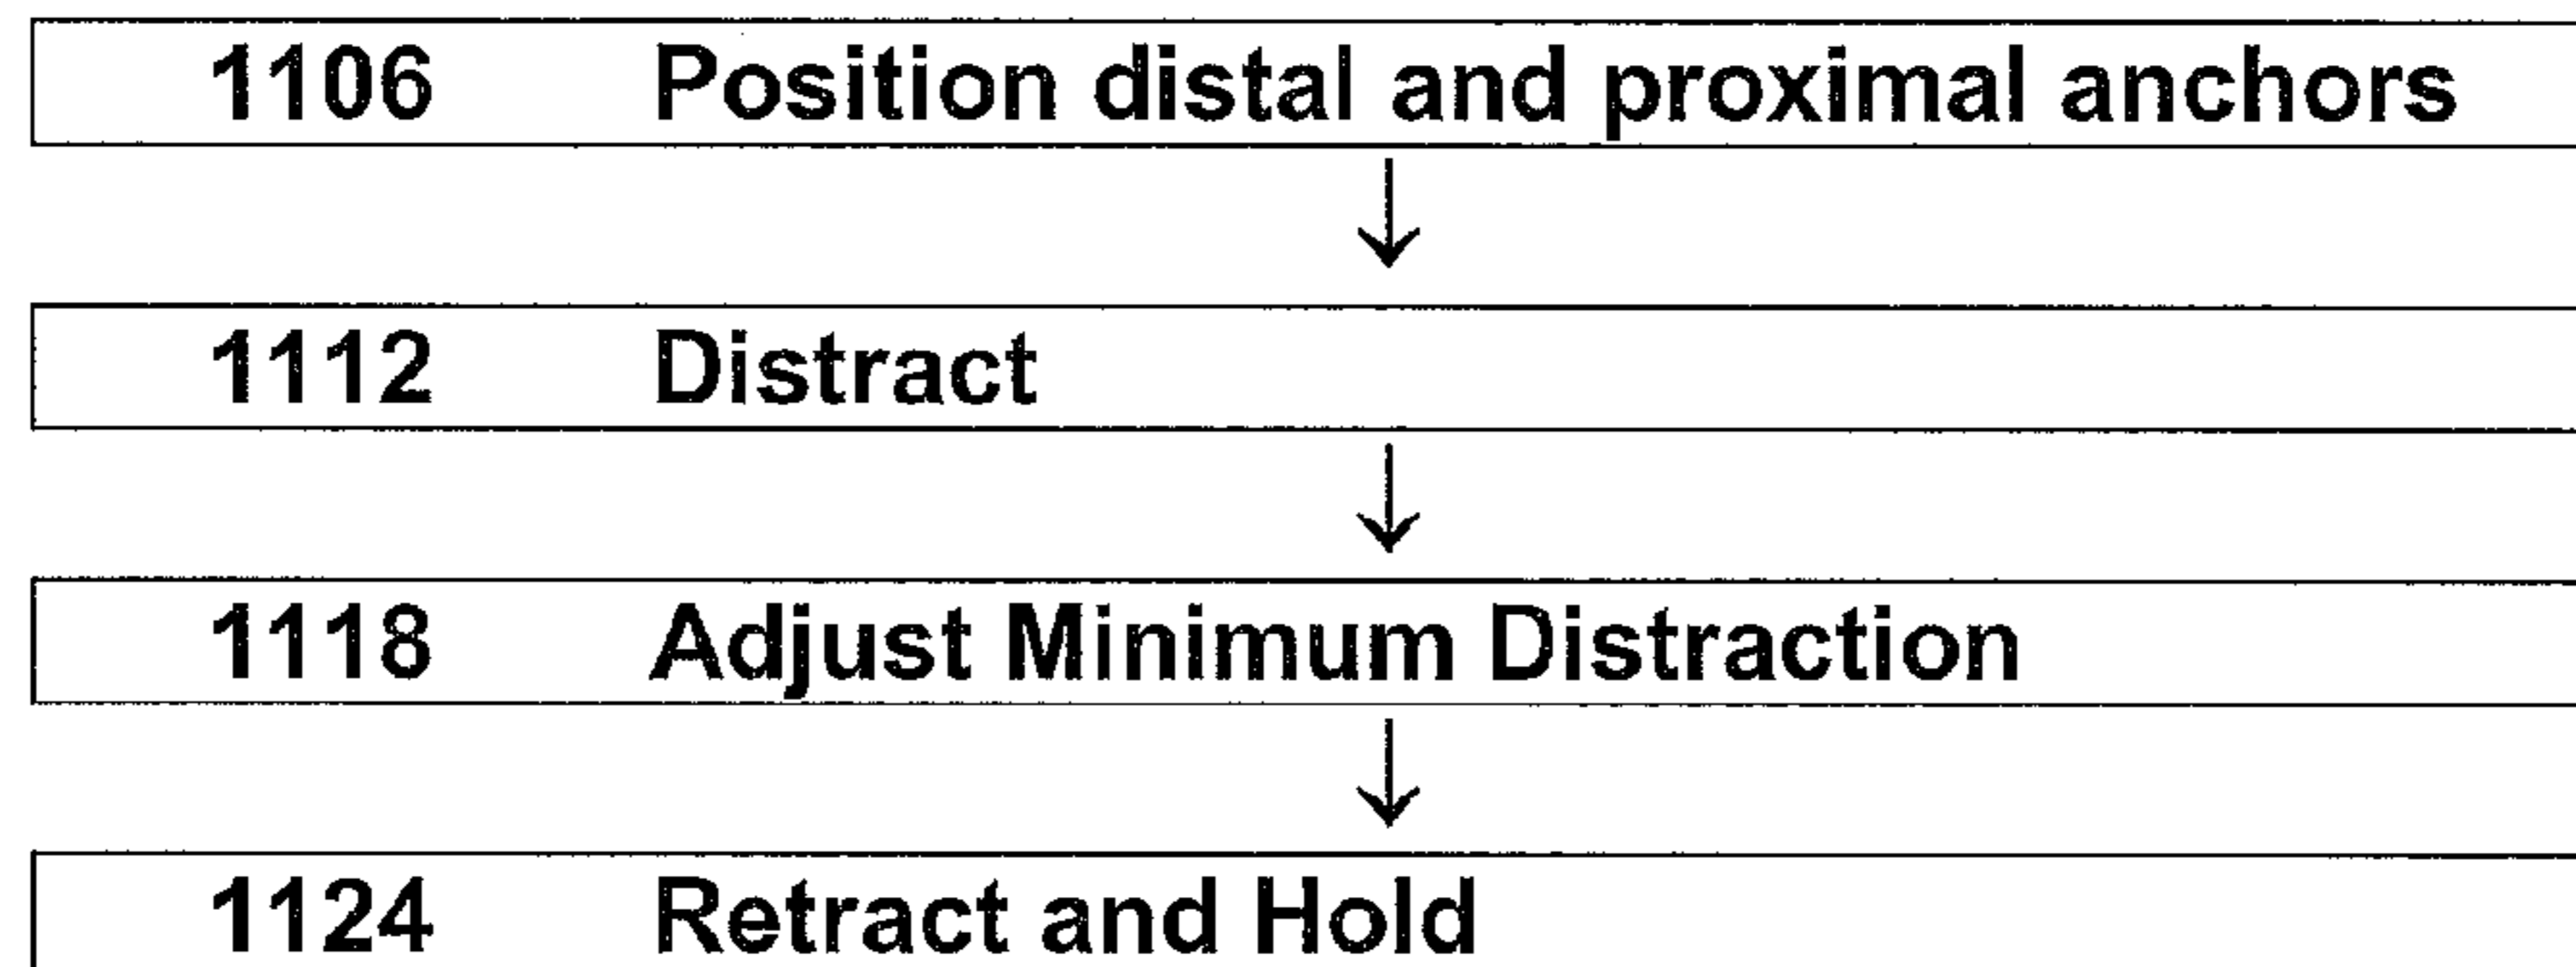 1106 Position distal and proximal anchors
1112 Distract
1118 Adjust Minimum Distraction
1124 Retract and Hold